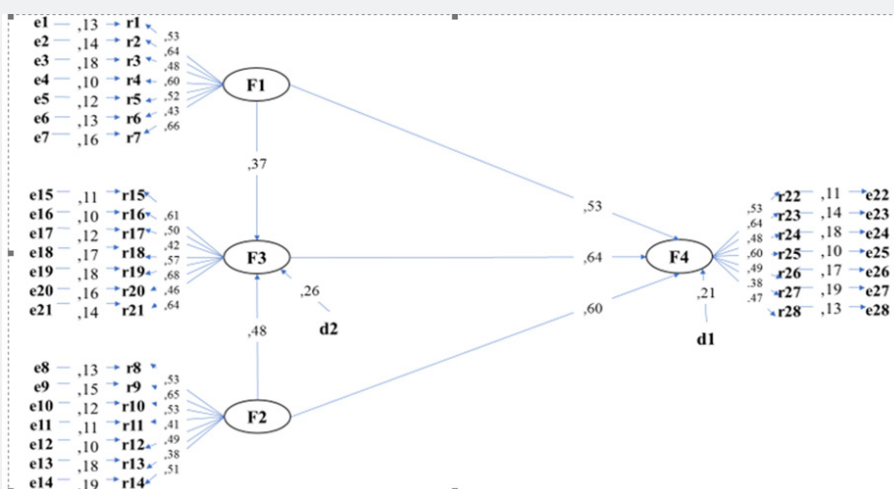 e1 ,13 r1 ,53
e2 ,14 r2 ,64
e3 ,18 r3 ,48
e4 ,10 r4 ,60
e5 ,12 r5 ,52
e6 ,13 r6 ,43
e7 ,16 r7 ,66
F1
,37
,53
e15 ,11 r15 ,61
e16 ,10 r16 ,50
e17 ,12 r17 ,42
e18 ,17 r18 ,57
e19 ,18 r19 ,68
e20 ,16 r20 ,46
e21 ,14 r21 ,64
F3
,64
F4
,26
d2
,48
,60
,21
d1
,53 r22 ,11 e22
,64 r23 ,14 e23
,48 r24 ,18 e24
,60 r25 ,10 e25
,49 r26 ,17 e26
,38 r27 ,19 e27
,47 r28 ,13 e28
e8 ,13 r8 ,53
e9 ,15 r9 ,65
e10 ,12 r10 ,53
e11 ,11 r11 ,41
e12 ,10 r12 ,49
e13 ,18 r13 ,38
e14 ,19 r14 ,51
F2